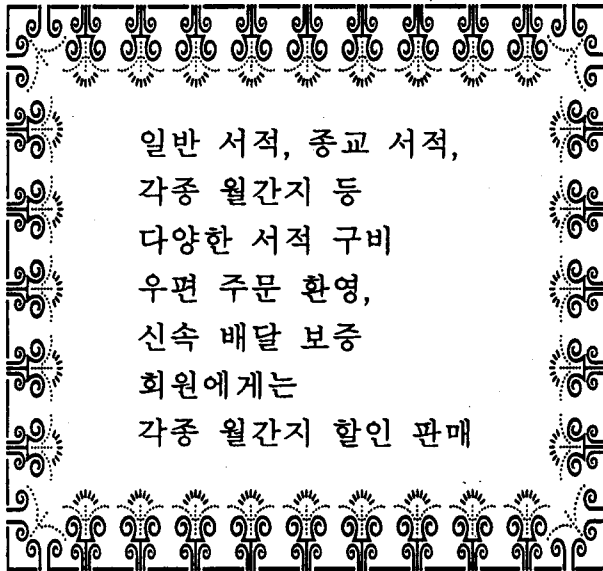 일반 서적, 종교 서적,
각종 월간지 등
다양한 서적 구비
우편 주문 환영,
신속 배달 보증
회원에게는
각종 월간지 할인 판매